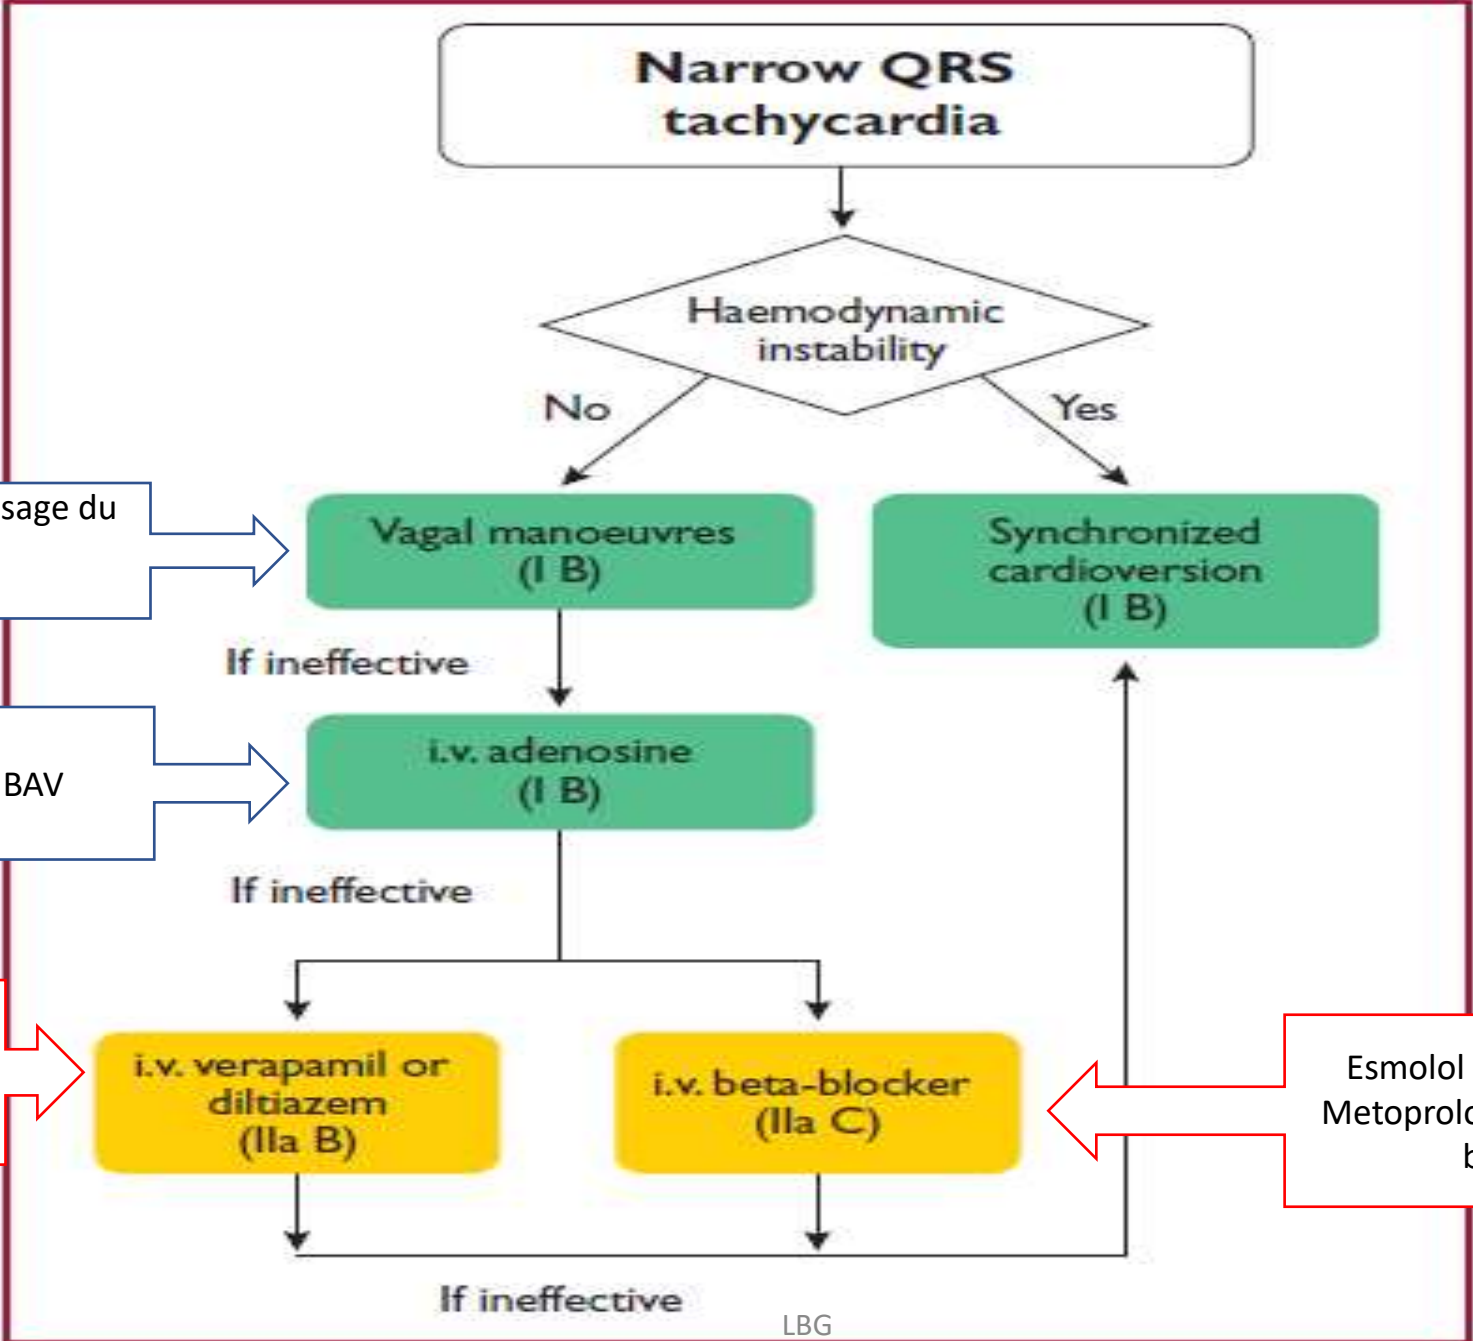 Narrow QRS
tachycardia
Haemodynamic
instability
No
Yes
sage du
Vagal manoeuvres
(I B)
Synchronized
cardioversion
(I B)
If ineffective
BAV
i.v. adenosine
(I B)
If ineffective
i.v. verapamil or
diltiazem
(IIa B)
i.v. beta-blocker
(IIa C)
Esmolol
Metoprolo
b
If ineffective
LBG